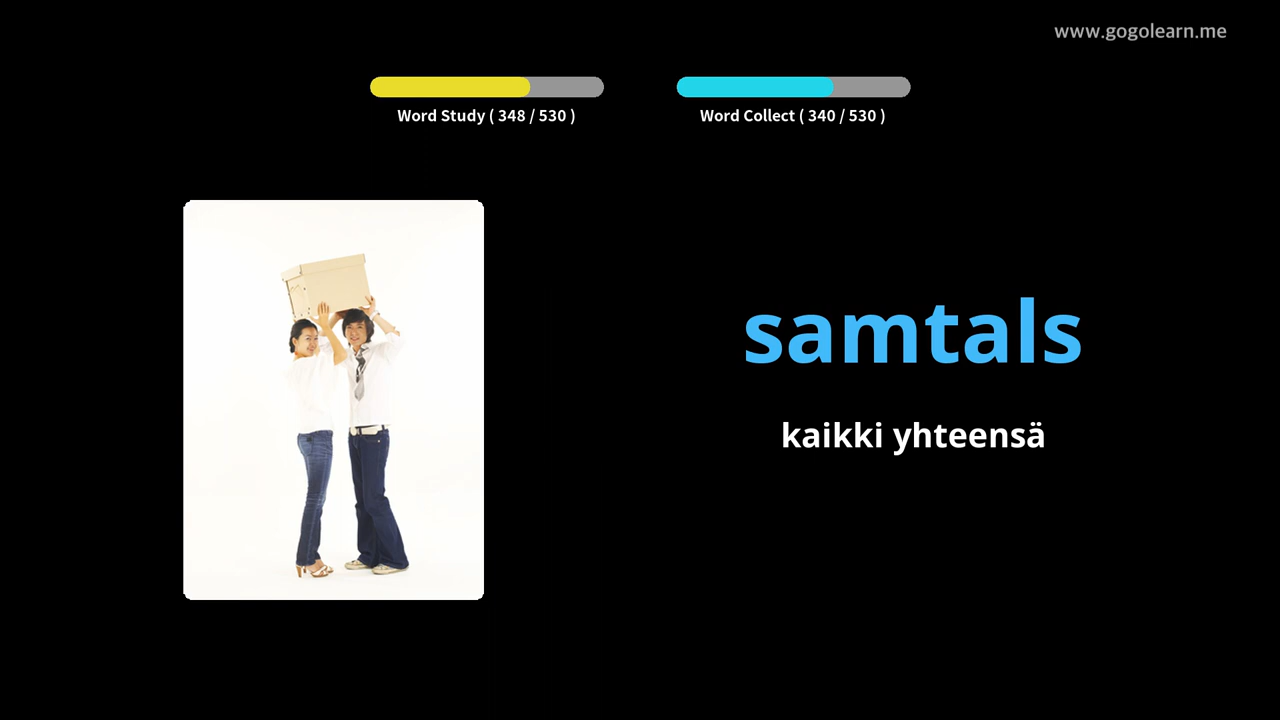 www.gogolearn.me
Word Study ( 348 / 530 )
Word Collect ( 340 / 530 )
samtals
kaikki yhteensä